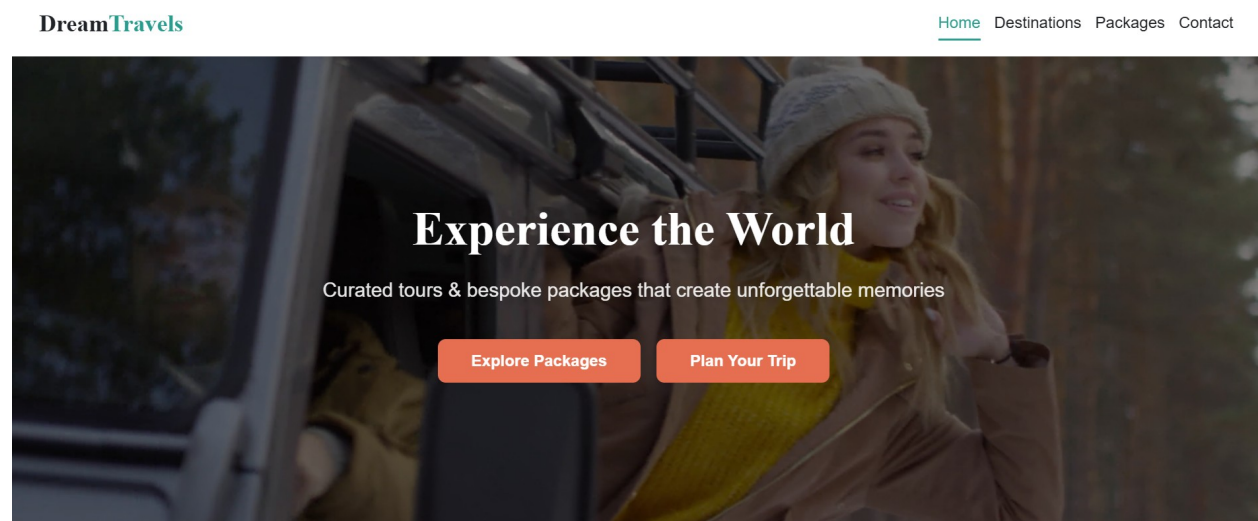 DreamTravels
Home Destinations Packages Contact
Experience the World
Curated tours & bespoke packages that create unforgettable memories
Explore Packages Plan Your Trip